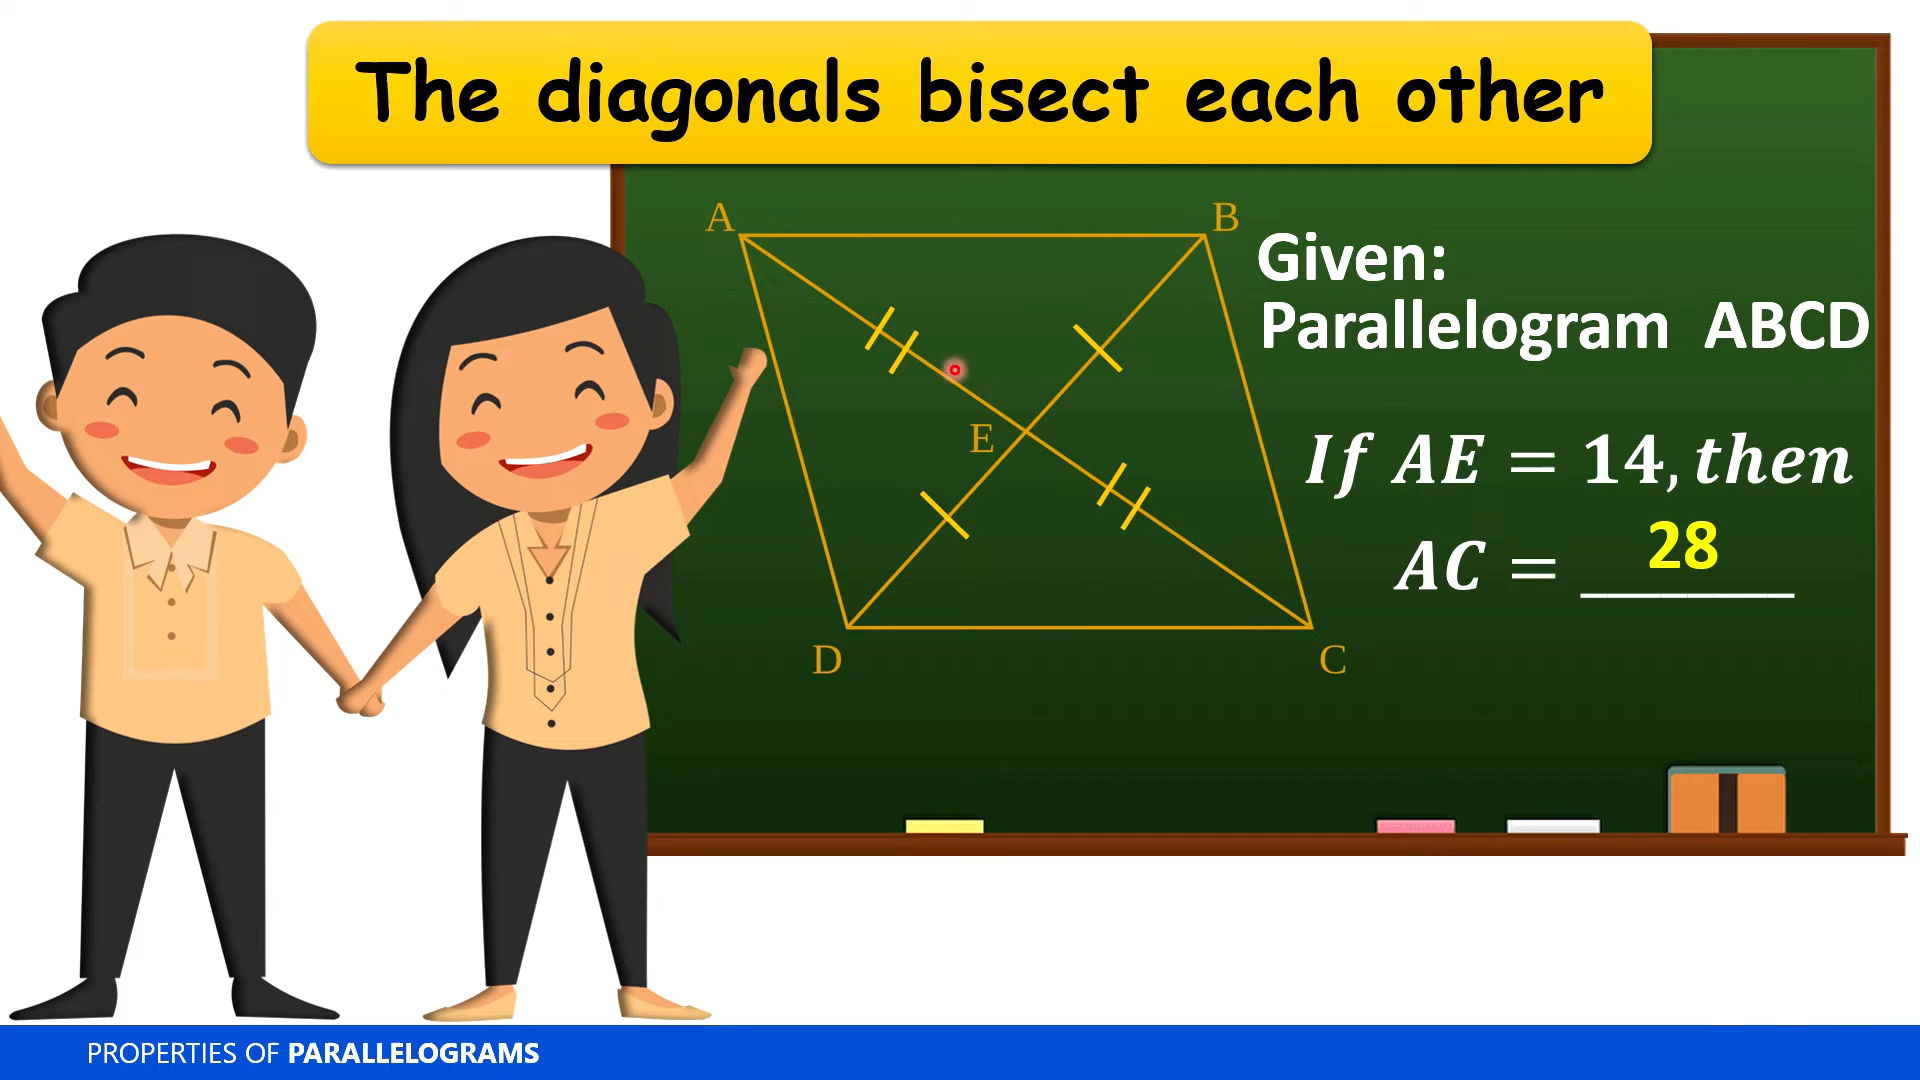 The diagonals bisect each other
A
B
E
D
C
Given:
Parallelogram ABCD
If AE = 14, then
AC = 28
PROPERTIES OF PARALLELOGRAMS